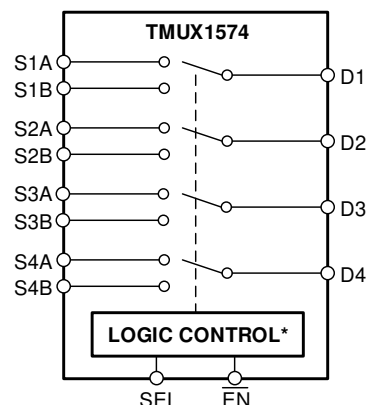 TMUX1574
S1A
D1
S1B
S2A
D2
S2B
S3A
D3
S3B
S4A
D4
S4B
LOGIC CONTROL*
SEL
EN